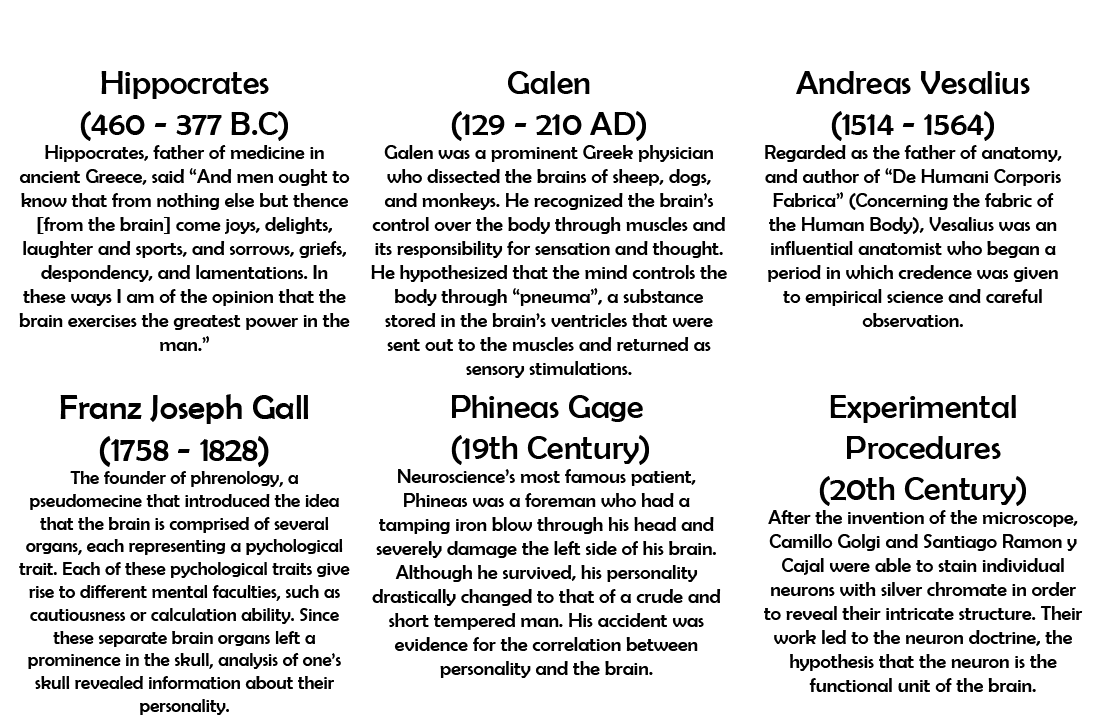 Hippocrates
(460 - 377 B.C)
Hippocrates, father of medicine in
ancient Greece, said “And men ought to
know that from nothing else but thence
[from the brain] come joys, delights,
laughter and sports, and sorrows, griefs,
despondency, and lamentations. In
these ways I am of the opinion that the
brain exercises the greatest power in the
man.”
Galen
(129 - 210 AD)
Galen was a prominent Greek physician
who dissected the brains of sheep, dogs,
and monkeys. He recognized the brain’s
control over the body through muscles and
its responsibility for sensation and thought.
He hypothesized that the mind controls the
body through “pneuma”, a substance
stored in the brain’s ventricles that were
sent out to the muscles and returned as
sensory stimulations.
Andreas Vesalius
(1514 - 1564)
Regarded as the father of anatomy,
and author of “De Humani Corporis
Fabrica” (Concerning the fabric of
the Human Body), Vesalius was an
influential anatomist who began a
period in which credence was given
to empirical science and careful
observation.
Franz Joseph Gall
(1758 - 1828)
The founder of phrenology, a
pseudomecine that introduced the idea
that the brain is comprised of several
organs, each representing a pychological
trait. Each of these pychological traits give
rise to different mental faculties, such as
cautiousness or calculation ability. Since
these separate brain organs left a
prominence in the skull, analysis of one’s
skull revealed information about their
personality.
Phineas Gage
(19th Century)
Neuroscience’s most famous patient,
Phineas was a foreman who had a
tamping iron blow through his head and
severely damage the left side of his brain.
Although he survived, his personality
drastically changed to that of a crude and
short tempered man. His accident was
evidence for the correlation between
personality and the brain.
Experimental
Procedures
(20th Century)
After the invention of the microscope,
Camillo Golgi and Santiago Ramon y
Cajal were able to stain individual
neurons with silver chromate in order
to reveal their intricate structure. Their
work led to the neuron doctrine, the
hypothesis that the neuron is the
functional unit of the brain.